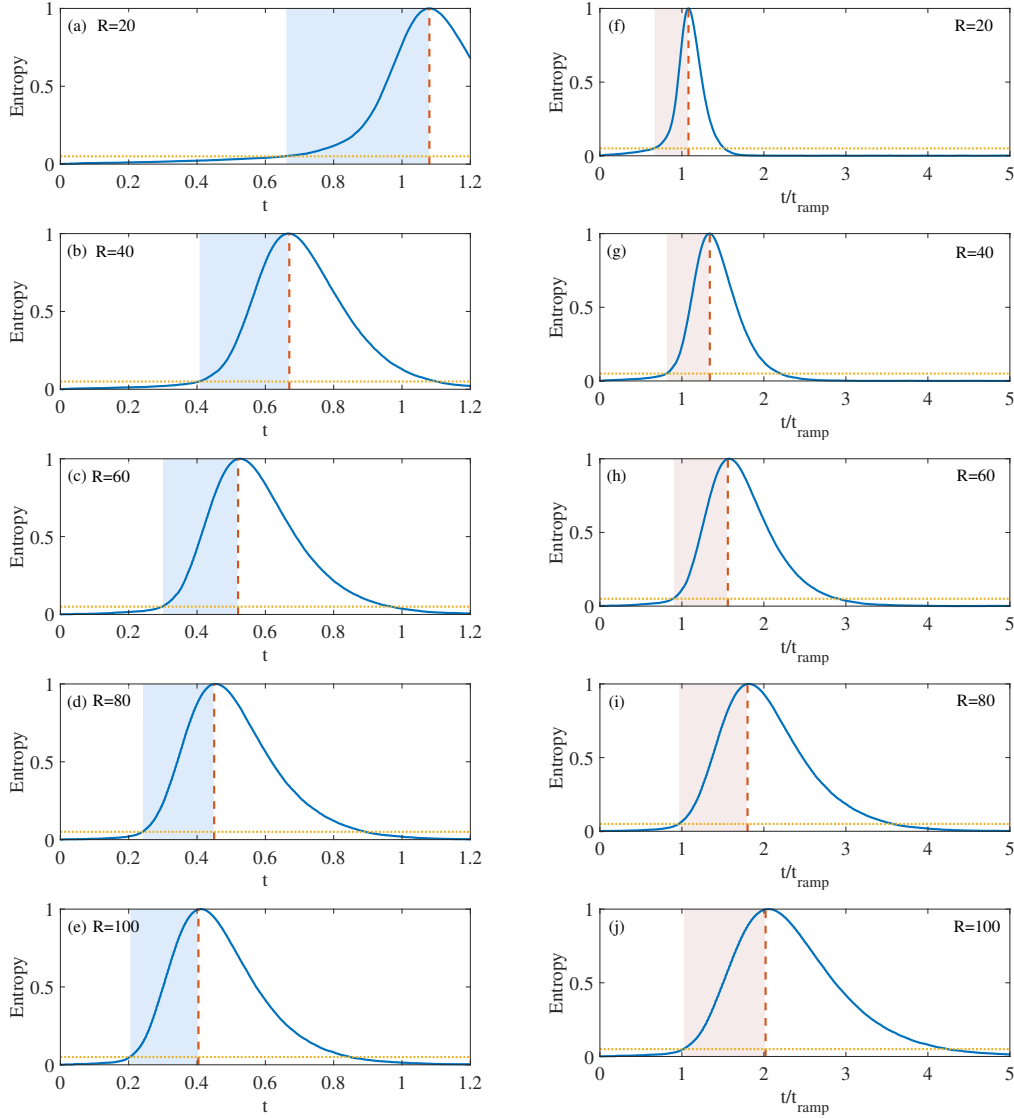 (a) R=20
1
0.5
0
Entropy
0 0.2 0.4 0.6 0.8 1 1.2
t
(f) R=20
1
0.5
0
Entropy
0 1 2 3 4 5
t/t_ramp
(b) R=40
1
0.5
0
Entropy
0 0.2 0.4 0.6 0.8 1 1.2
t
(g) R=40
1
0.5
0
Entropy
0 1 2 3 4 5
t/t_ramp
(c) R=60
1
0.5
0
Entropy
0 0.2 0.4 0.6 0.8 1 1.2
t
(h) R=60
1
0.5
0
Entropy
0 1 2 3 4 5
t/t_ramp
(d) R=80
1
0.5
0
Entropy
0 0.2 0.4 0.6 0.8 1 1.2
t
(i) R=80
1
0.5
0
Entropy
0 1 2 3 4 5
t/t_ramp
(e) R=100
1
0.5
0
Entropy
0 0.2 0.4 0.6 0.8 1 1.2
t
(j) R=100
1
0.5
0
Entropy
0 1 2 3 4 5
t/t_ramp